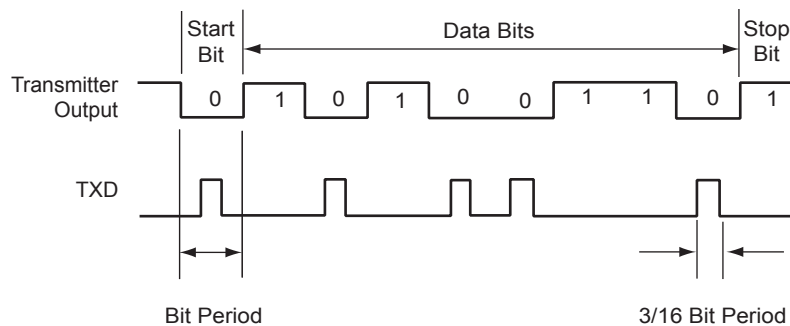 Start
Bit
Data Bits
Stop
Bit
Transmitter
Output
0 1 0 1 0 0 1 1 0 1
TXD
Bit Period
3/16 Bit Period